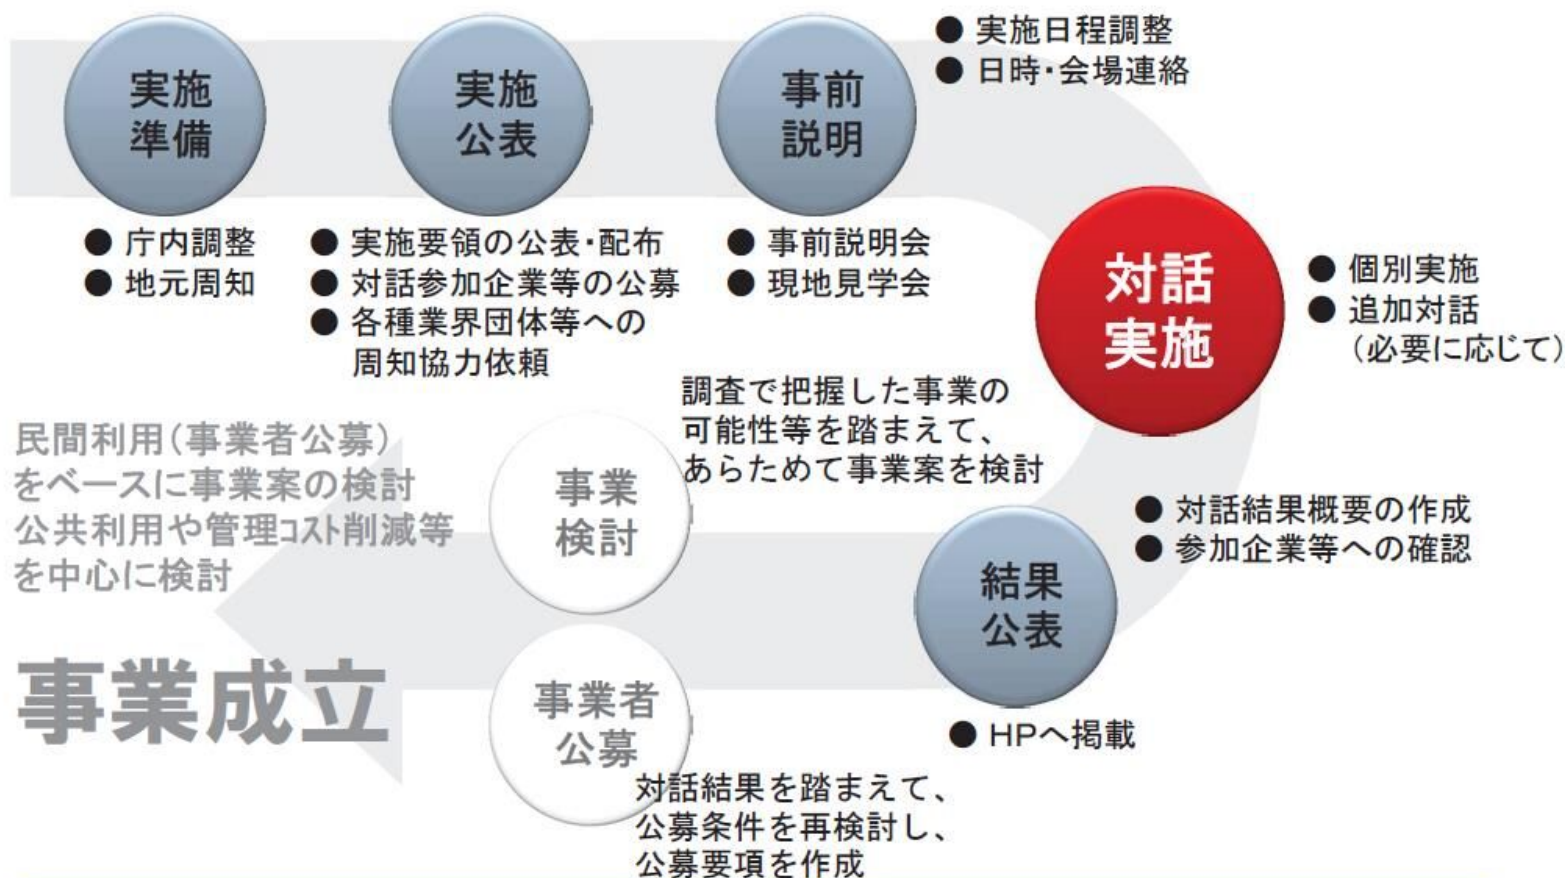 実施
準備
● 庁内調整
● 地元周知
実施
公表
● 実施要領の公表・配布
● 対話参加企業等の公募
● 各種業界団体等への
周知協力依頼
事前
説明
● 事前説明会
● 現地見学会
● 実施日程調整
● 日時・会場連絡
対話
実施
● 個別実施
● 追加対話
（必要に応じて）
● 対話結果概要の作成
● 参加企業等への確認
結果
公表
● HPへ掲載
調査で把握した事業の
可能性等を踏まえて、
あらためて事業案を検討
事業
検討
事業者
公募
対話結果を踏まえて、
公募条件を再検討し、
公募要項を作成
民間利用（事業者公募）
をベースに事業案の検討
公共利用や管理コスト削減等
を中心に検討
事業成立